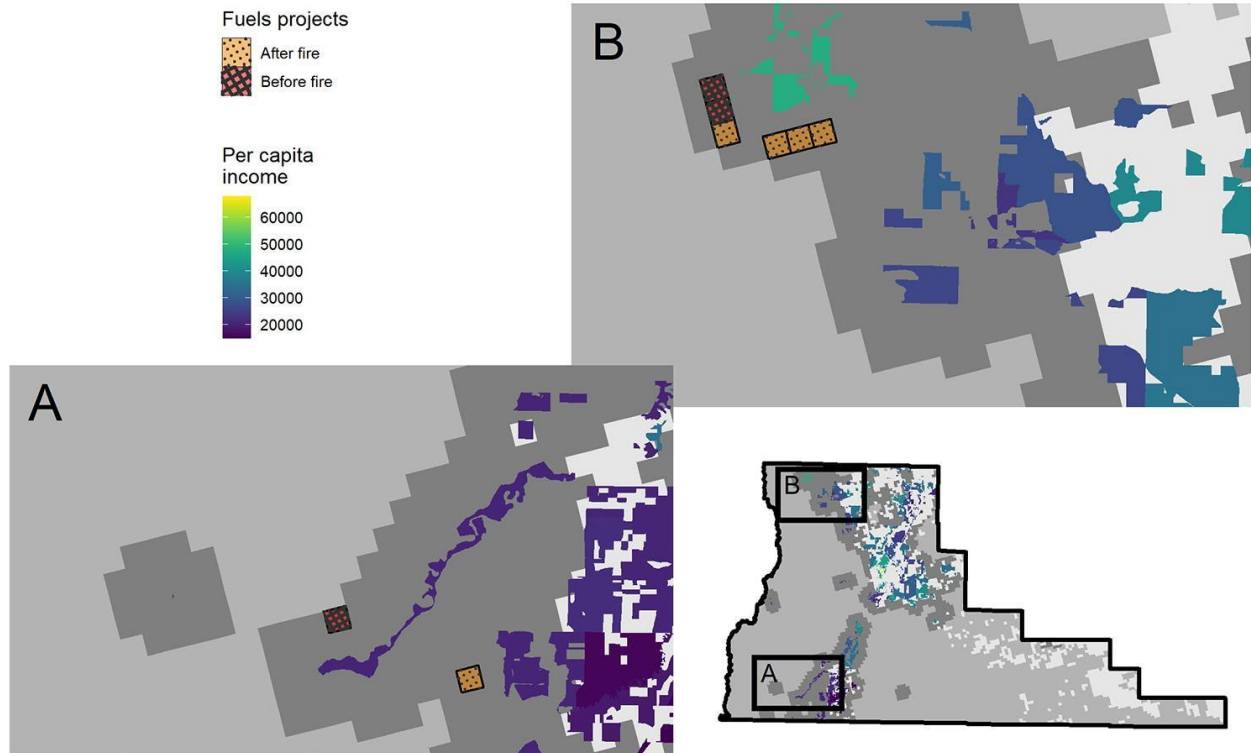 Fuels projects
After fire
Before fire
Per capita
income
60000
50000
40000
30000
20000
B
A
B
A